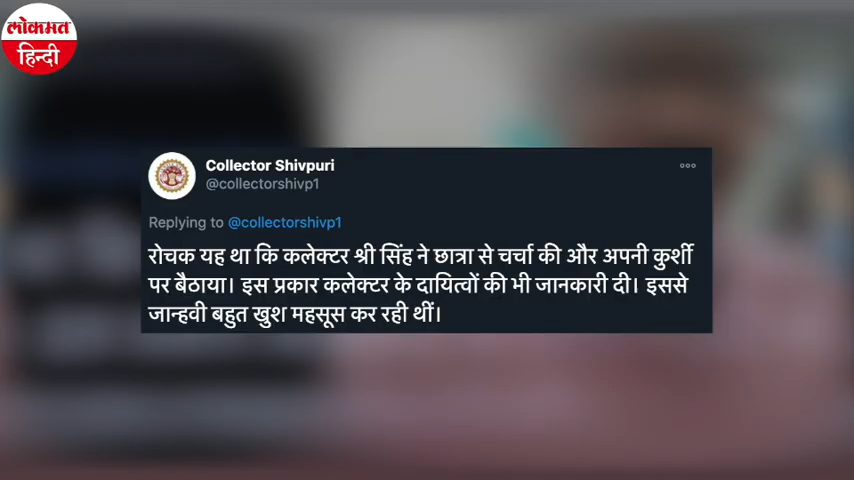 लोकमत
हिन्दी
Collector Shivpuri
@collectorshivp1
Replying to @collectorshivp1
रोचक यह था कि कलेक्टर श्री सिंह ने छात्रा से चर्चा की और अपनी कुर्शी
पर बैठाया। इस प्रकार कलेक्टर के दायित्वों की भी जानकारी दी। इससे
जान्हवी बहुत खुश महसूस कर रही थीं।